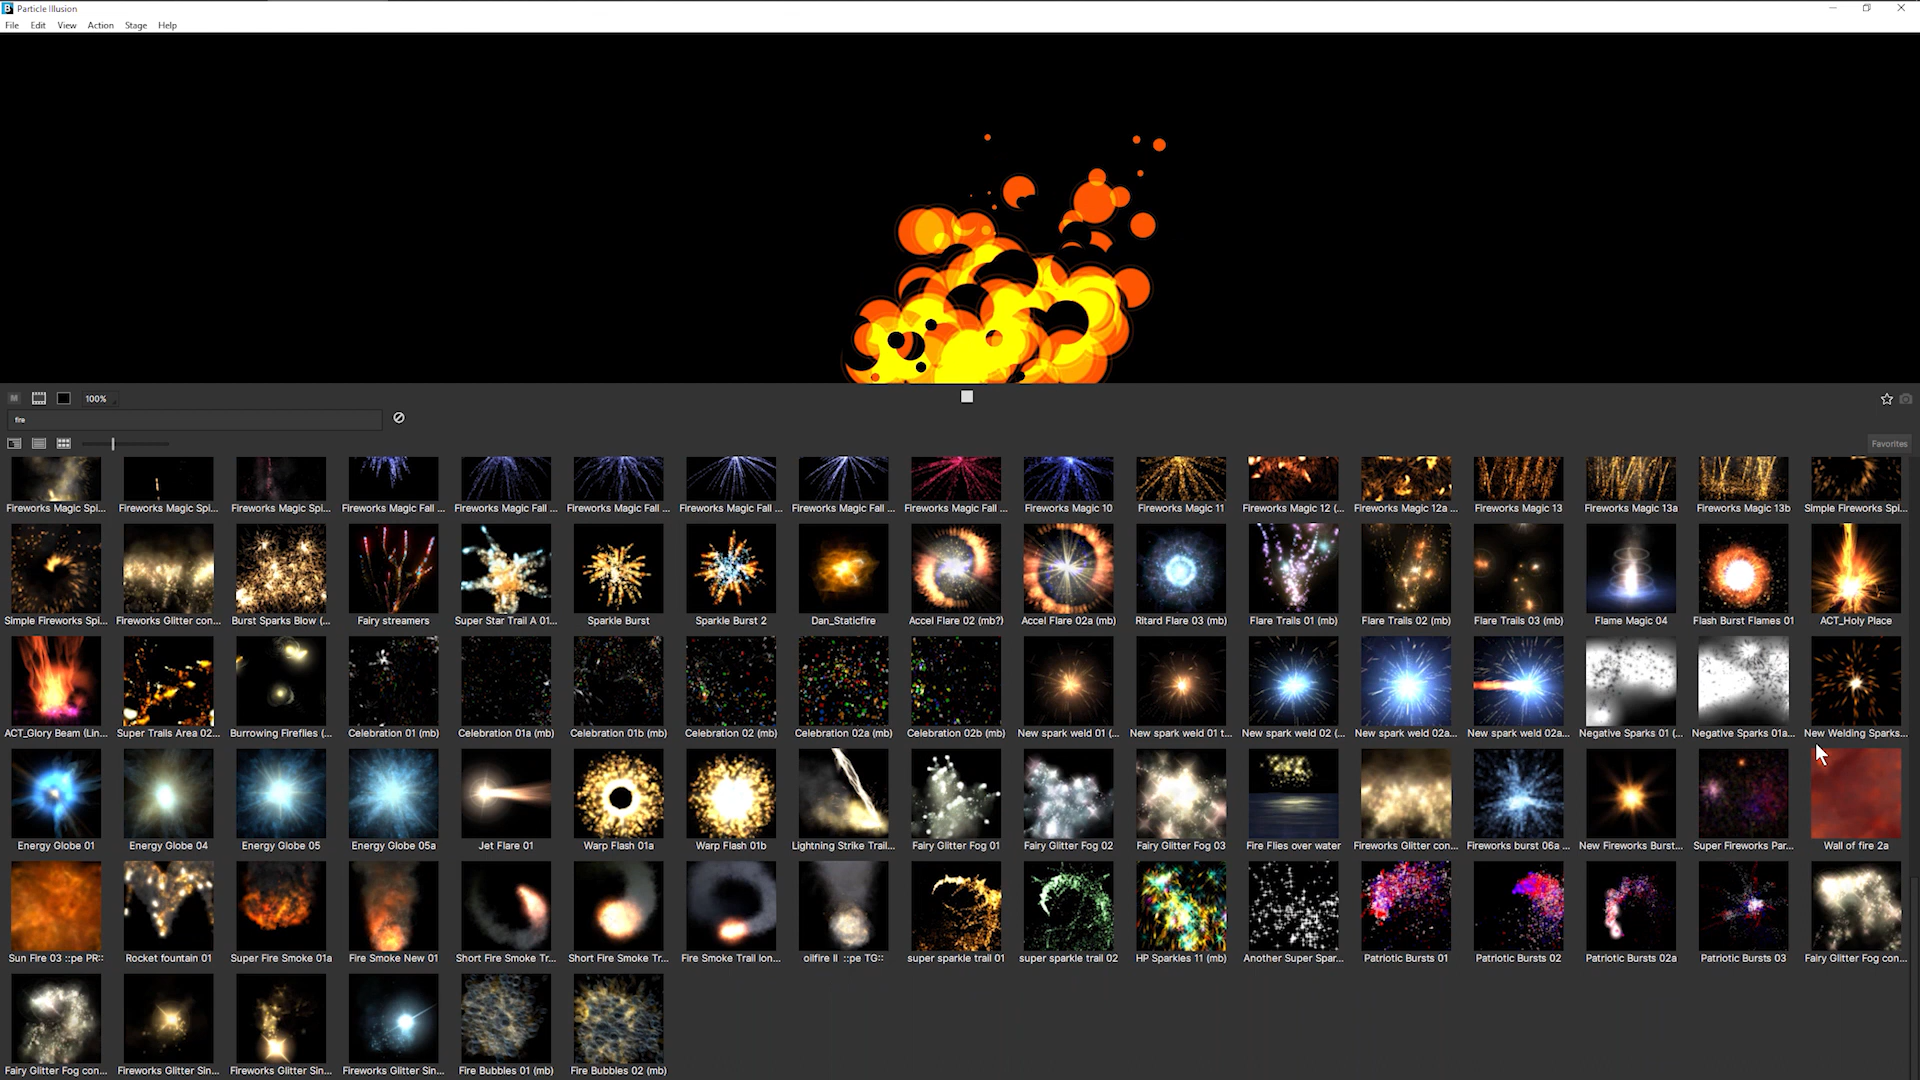 Particle Illusion
File Edit View Action Stage Help
100%
fire
Favorites
Fireworks Magic Spi... Fireworks Magic Spi... Fireworks Magic Spi... Fireworks Magic Fall ... Fireworks Magic Fall ... Fireworks Magic Fall ... Fireworks Magic Fall ... Fireworks Magic Fall ... Fireworks Magic Fall ... Fireworks Magic 10 Fireworks Magic 11 Fireworks Magic 12 (... Fireworks Magic 12a ... Fireworks Magic 13 Fireworks Magic 13a Fireworks Magic 13b Simple Fireworks Spi...
Simple Fireworks Spi... Fireworks Glitter con... Burst Sparks Blow (... Fairy streamers Super Star Trail A 01... Sparkle Burst Sparkle Burst 2 Dan_Staticfire Accel Flare 02 (mb?) Accel Flare 02a (mb) Ritard Flare 03 (mb) Flare Trails 01 (mb) Flare Trails 02 (mb) Flare Trails 03 (mb) Flame Magic 04 Flash Burst Flames 01 ACT_Holy Place
ACT_Glory Beam (Lin... Super Trails Area 02... Burrowing Fireflies (... Celebration 01 (mb) Celebration 01a (mb) Celebration 01b (mb) Celebration 02 (mb) Celebration 02a (mb) Celebration 02b (mb) New spark weld 01 (... New spark weld 01 t... New spark weld 02 (... New spark weld 02a... New spark weld 02a... Negative Sparks 01 (... Negative Sparks 01a... New Welding Sparks...
Energy Globe 01 Energy Globe 04 Energy Globe 05 Energy Globe 05a Jet Flare 01 Warp Flash 01a Warp Flash 01b Lightning Strike Trail... Fairy Glitter Fog 01 Fairy Glitter Fog 02 Fairy Glitter Fog 03 Fire Flies over water Fireworks Glitter con... Fireworks burst 06a ... New Fireworks Burst... Super Fireworks Par... Wall of fire 2a
Sun Fire 03 ::pe PR:: Rocket fountain 01 Super Fire Smoke 01a Fire Smoke New 01 Short Fire Smoke Tr... Short Fire Smoke Tr... Fire Smoke Trail lon... oilfire II ::pe TG:: super sparkle trail 01 super sparkle trail 02 HP Sparkles 11 (mb) Another Super Spar... Patriotic Bursts 01 Patriotic Bursts 02 Patriotic Bursts 02a Patriotic Bursts 03 Fairy Glitter Fog con...
Fairy Glitter Fog con... Fireworks Glitter Sin... Fireworks Glitter Sin... Fireworks Glitter Sin... Fire Bubbles 01 (mb) Fire Bubbles 02 (mb)